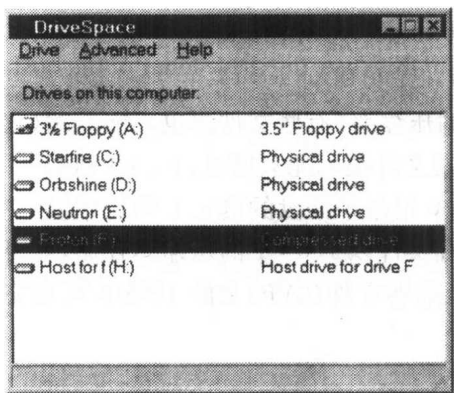 DriveSpace
Drive Advanced Help
Drives on this computer:
3½ Floppy (A:) 3.5" Floppy drive
Starfire (C:) Physical drive
Orbshine (D:) Physical drive
Neutron (E:) Physical drive
Proton (F:) Compressed drive
Host for f (H:) Host drive for drive F